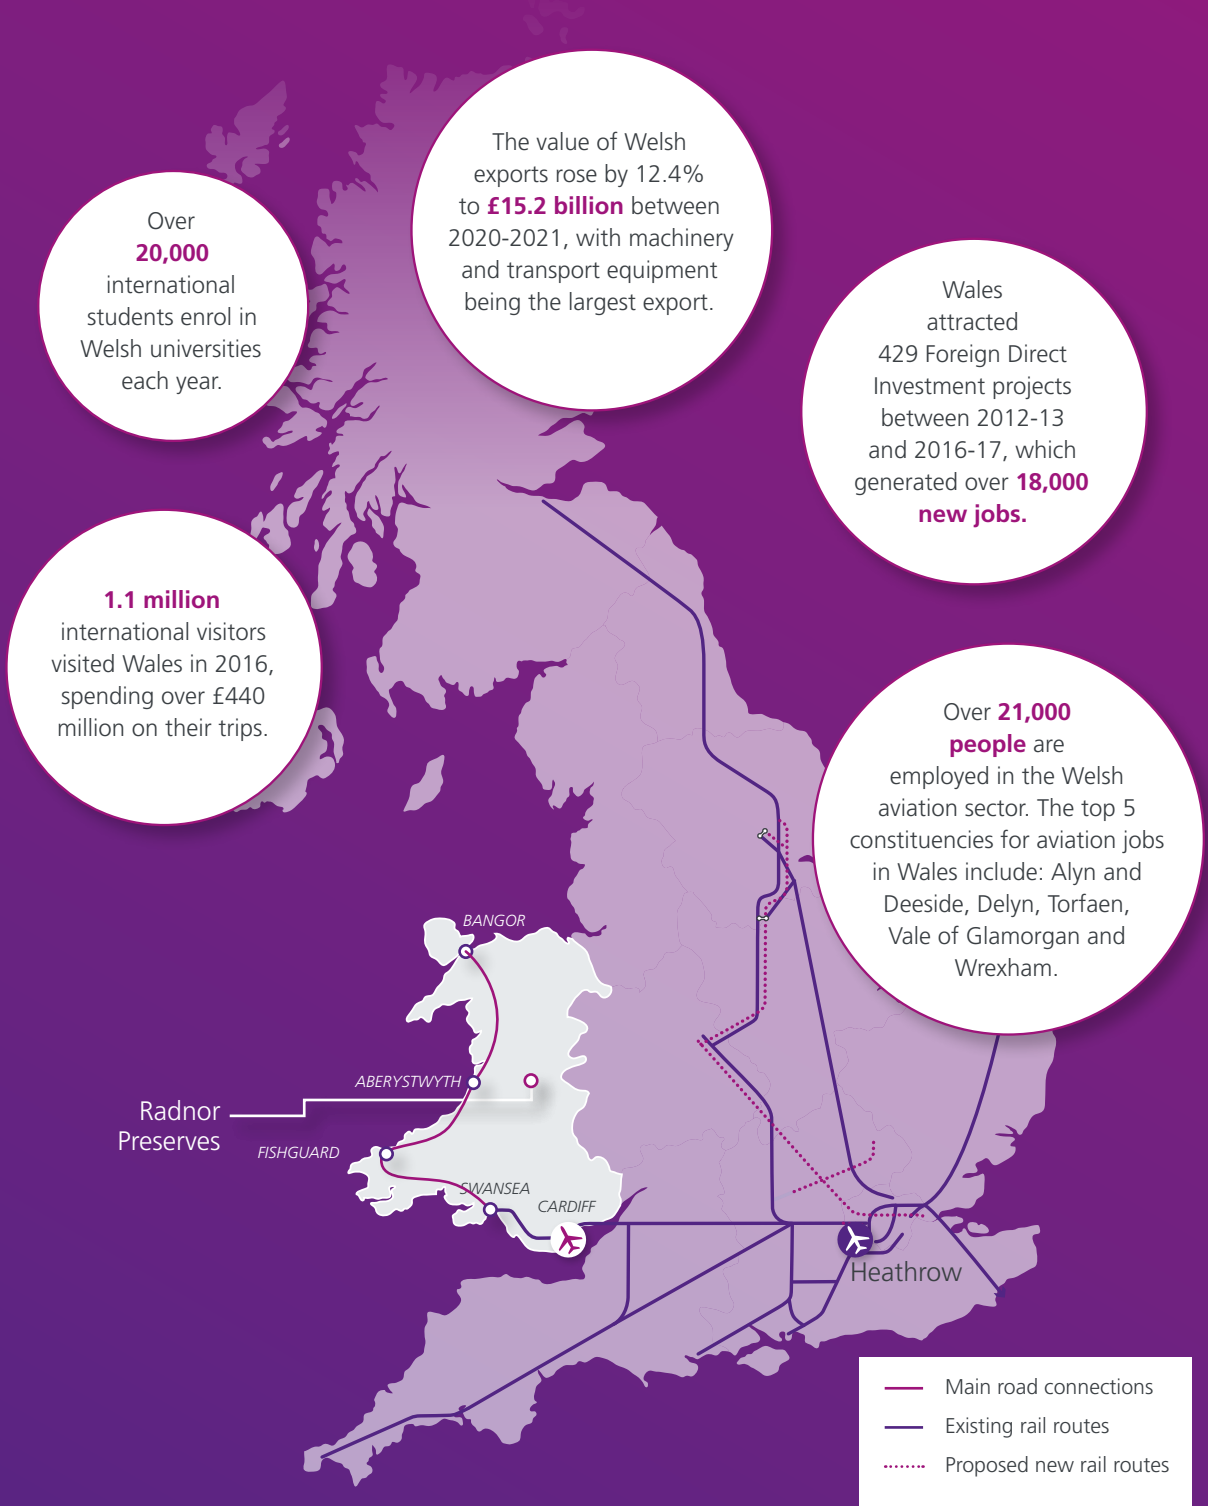 The value of Welsh
exports rose by 12.4%
to £15.2 billion between
2020-2021, with machinery
and transport equipment
being the largest export.
Over
20,000
international
students enrol in
Welsh universities
each year.
Wales
attracted
429 Foreign Direct
Investment projects
between 2012-13
and 2016-17, which
generated over 18,000
new jobs.
1.1 million
international visitors
visited Wales in 2016,
spending over £440
million on their trips.
Over 21,000
people are
employed in the Welsh
aviation sector. The top 5
constituencies for aviation jobs
in Wales include: Alyn and
Deeside, Delyn, Torfaen,
Vale of Glamorgan and
Wrexham.
BANGOR
ABERYSTWYTH
Radnor
Preserves
FISHGUARD
SWANSEA
CARDIFF
Heathrow
Main road connections
Existing rail routes
Proposed new rail routes